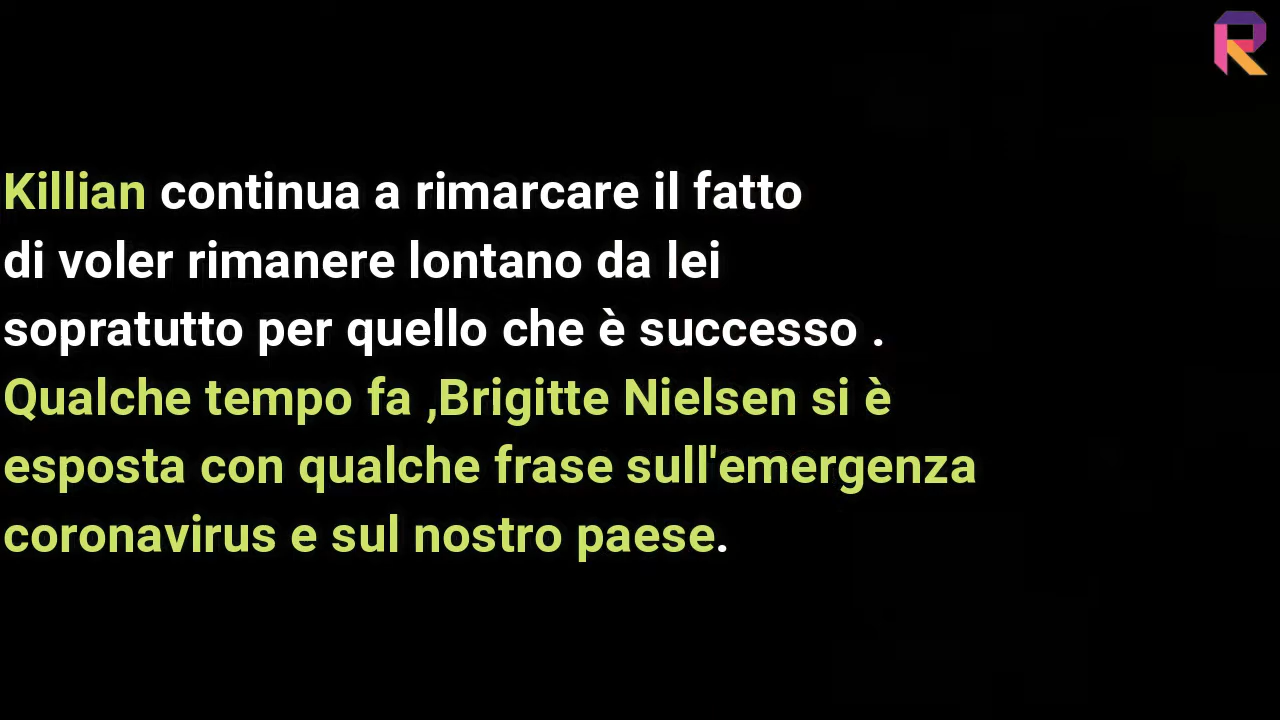 Killian continua a rimarcare il fatto
di voler rimanere lontano da lei
sopratutto per quello che è successo .
Qualche tempo fa ,Brigitte Nielsen si è
esposta con qualche frase sull'emergenza
coronavirus e sul nostro paese.